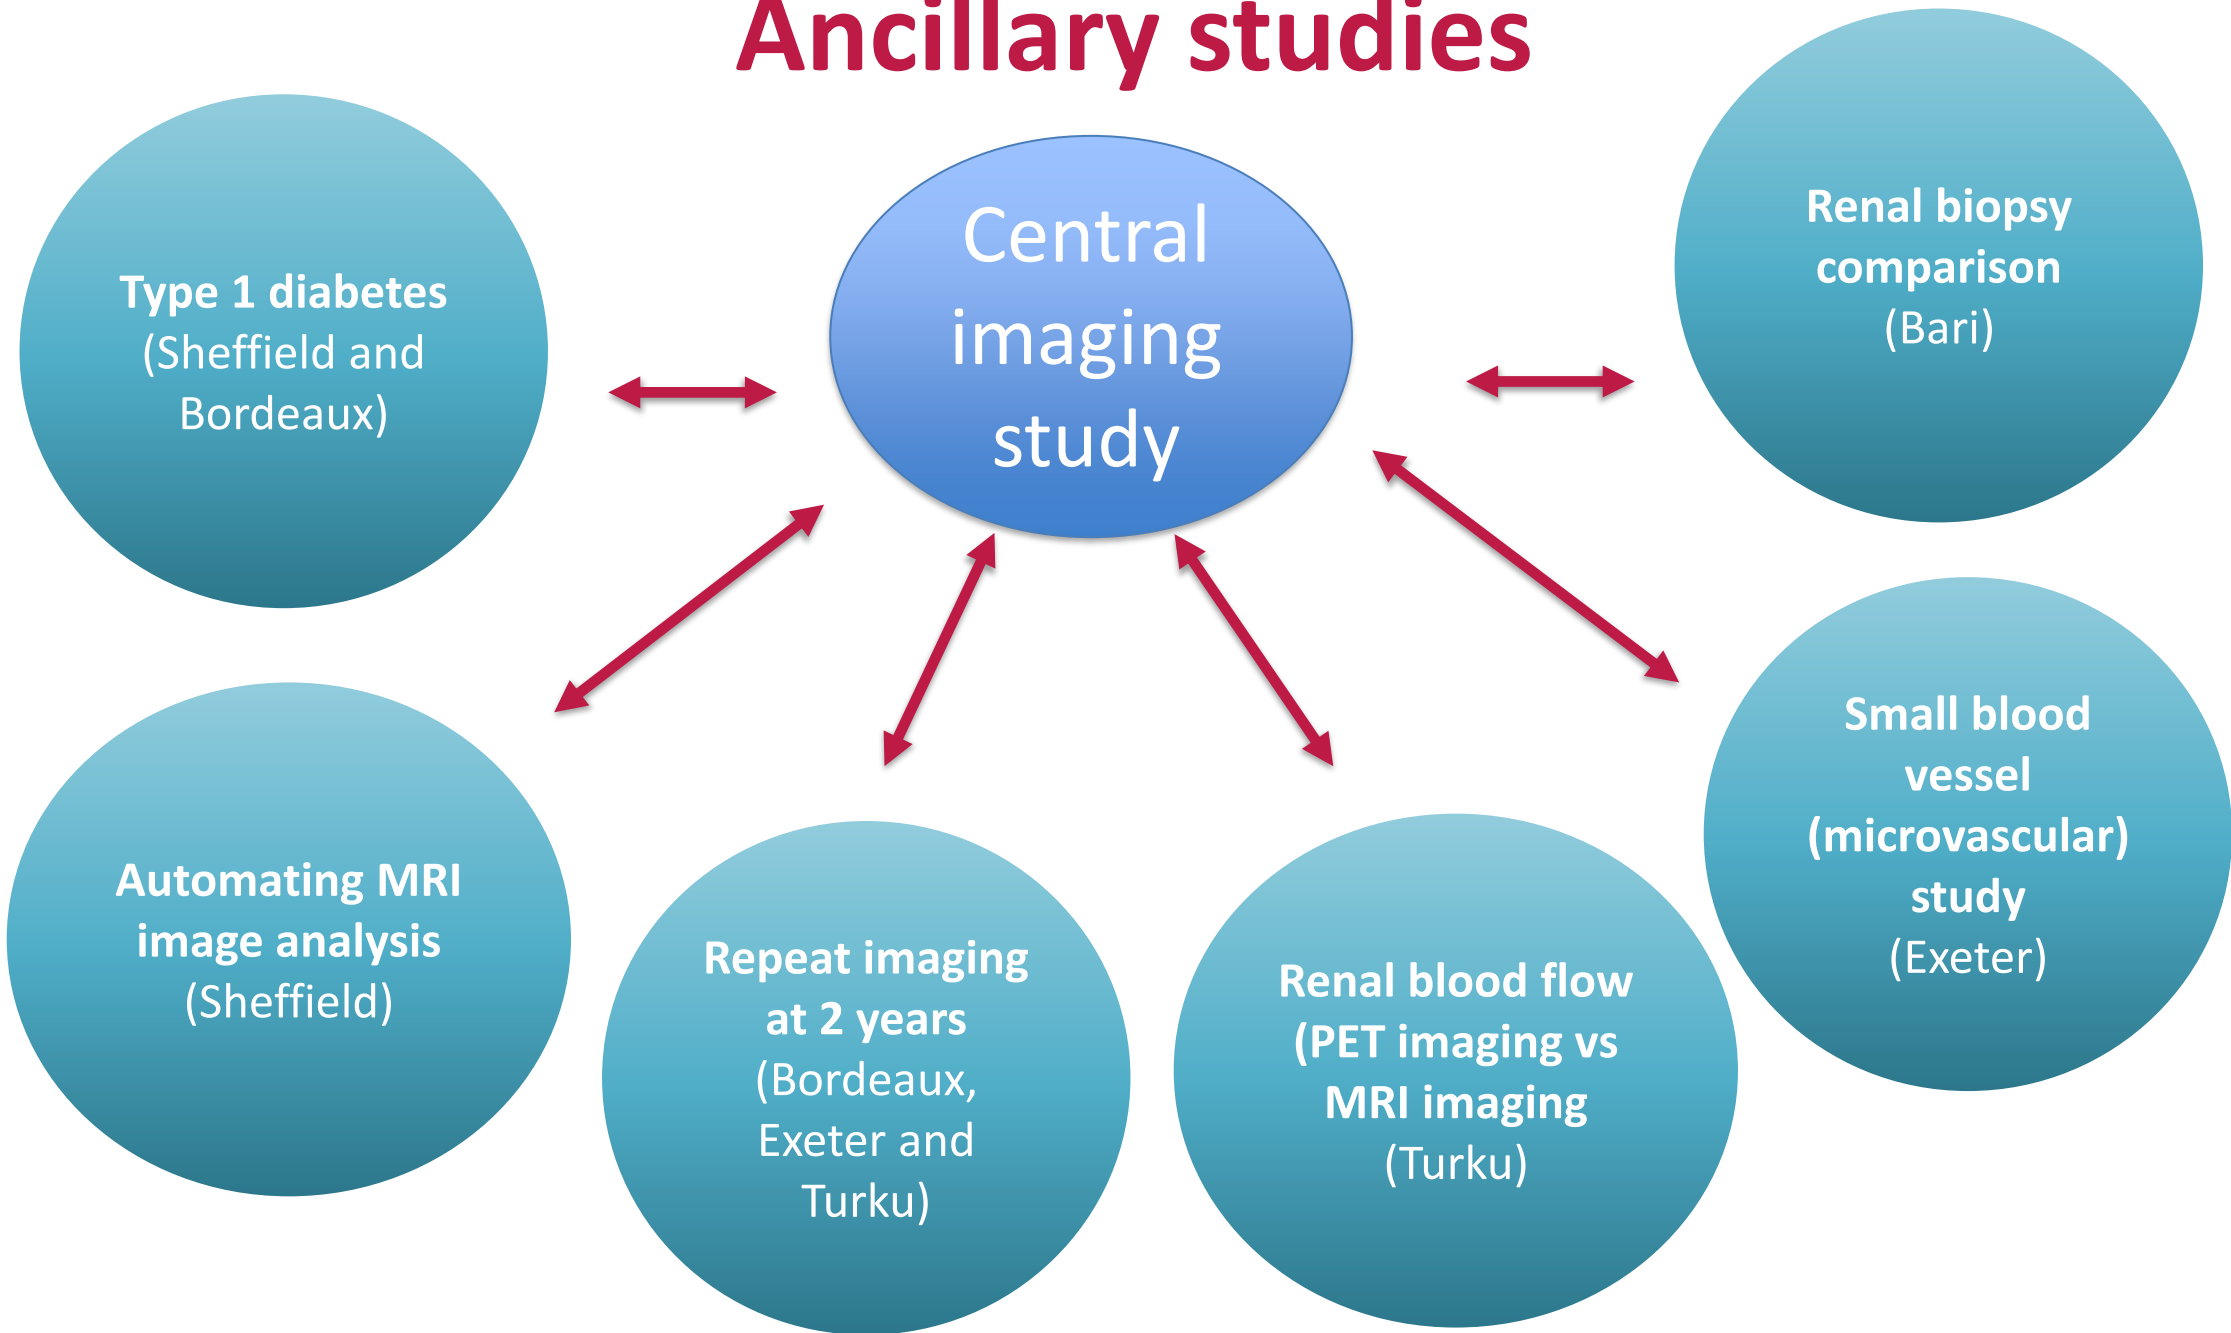 Ancillary studies
Central
imaging
study
Type 1 diabetes
(Sheffield and
Bordeaux)
Automating MRI
image analysis
(Sheffield)
Repeat imaging
at 2 years
(Bordeaux,
Exeter and
Turku)
Renal blood flow
(PET imaging vs
MRI imaging
(Turku)
Small blood
vessel
(microvascular)
study
(Exeter)
Renal biopsy
comparison
(Bari)